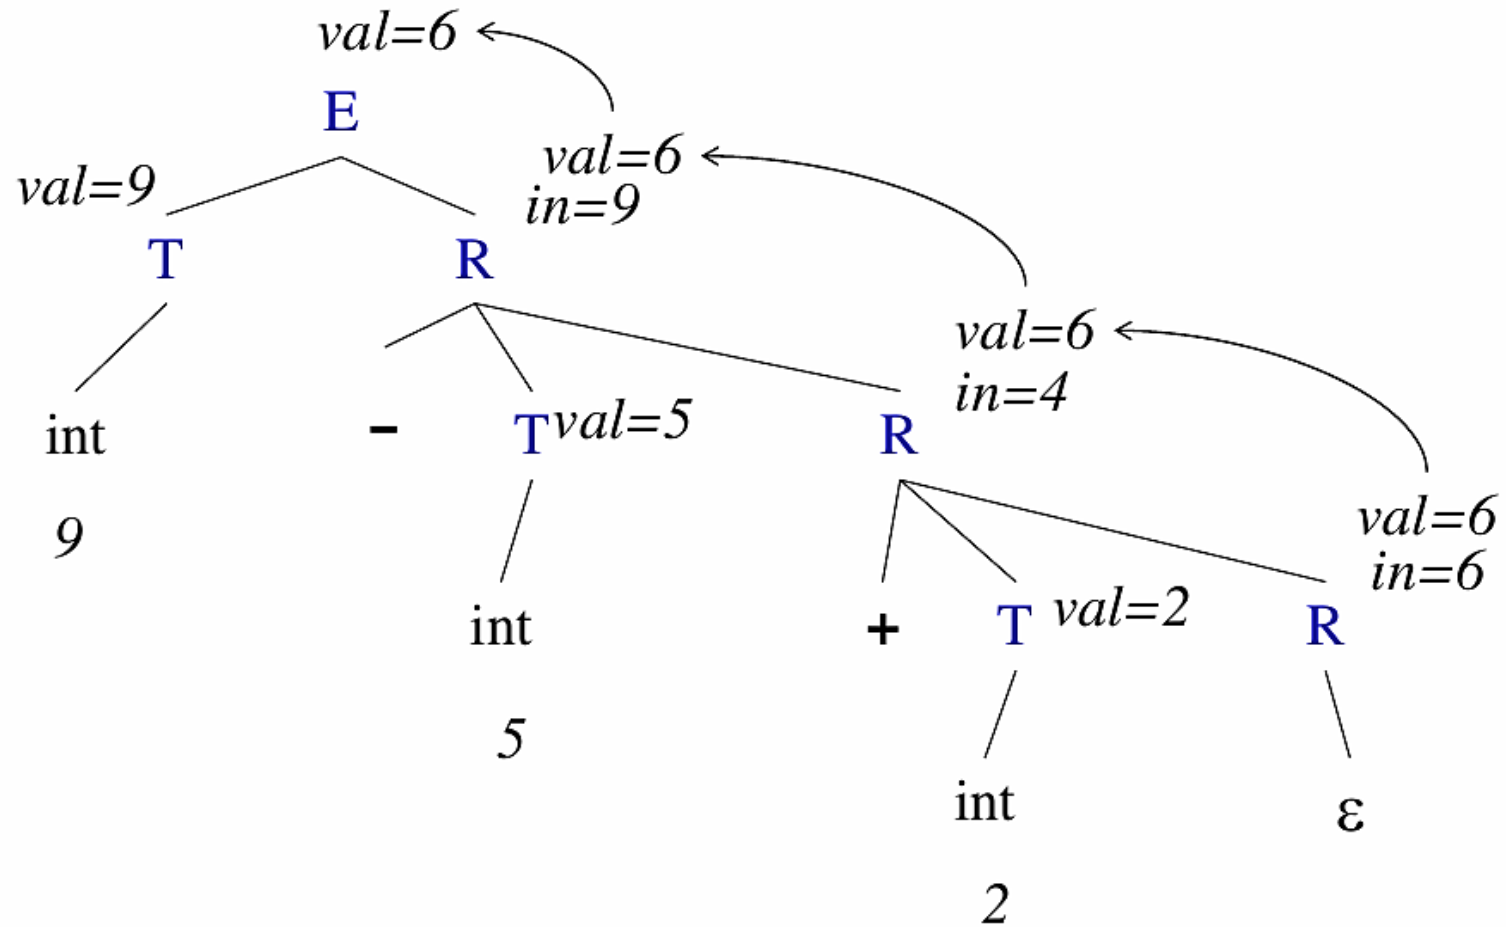 val=6
E
val=6
val=9
in=9
T
R
val=6
in=4
int
-
T
val=5
R
9
val=6
in=6
int
+
T
val=2
R
5
int
ε
2